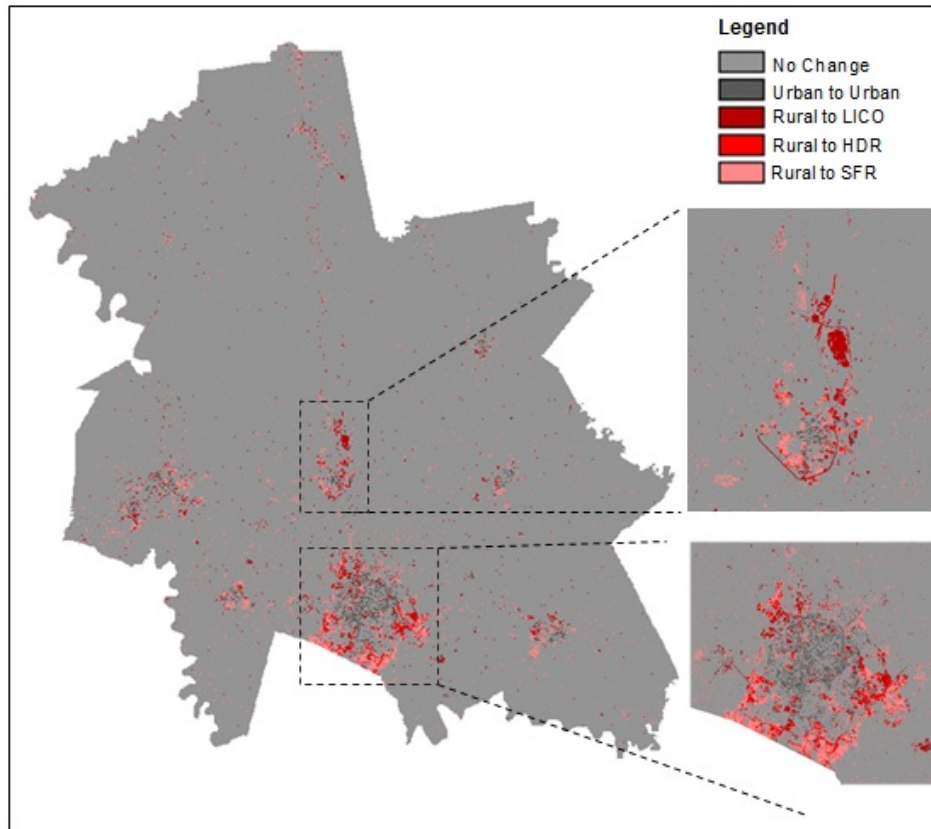 Legend
No Change
Urban to Urban
Rural to LICO
Rural to HDR
Rural to SFR